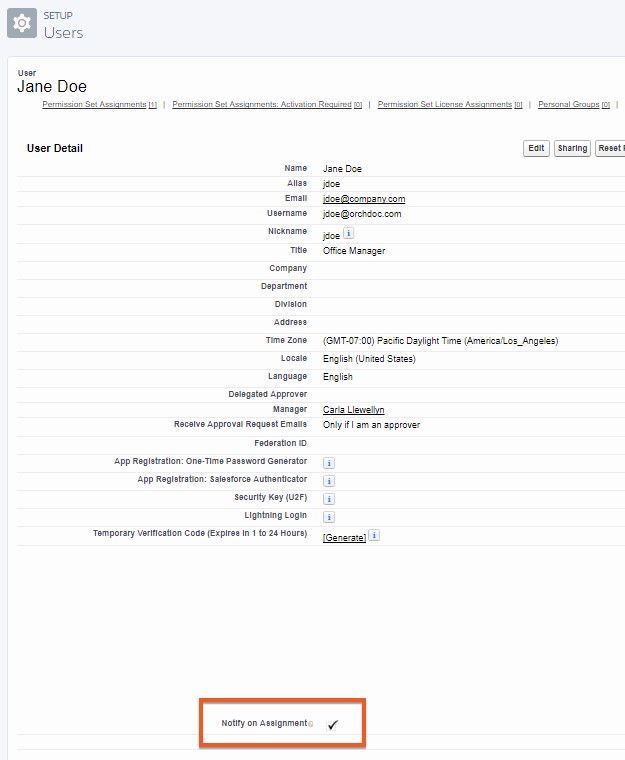 SETUP
Users
User
Jane Doe
Permission Set Assignments [1] | Permission Set Assignments: Activation Required [0] | Permission Set License Assignments [0] | Personal Groups [0] |
User Detail Edit Sharing Reset
Name Jane Doe
Alias jdoe
Email jdoe@company.com
Username jdoe@orchdoc.com
Nickname jdoe i
Title Office Manager
Company
Department
Division
Address
Time Zone (GMT-07:00) Pacific Daylight Time (America/Los_Angeles)
Locale English (United States)
Language English
Delegated Approver
Manager Carla Llewellyn
Receive Approval Request Emails Only if I am an approver
Federation ID
App Registration: One-Time Password Generator i
App Registration: Salesforce Authenticator i
Security Key (U2F) i
Lightning Login i
Temporary Verification Code (Expires in 1 to 24 Hours) [Generate] i
Notify on Assignment